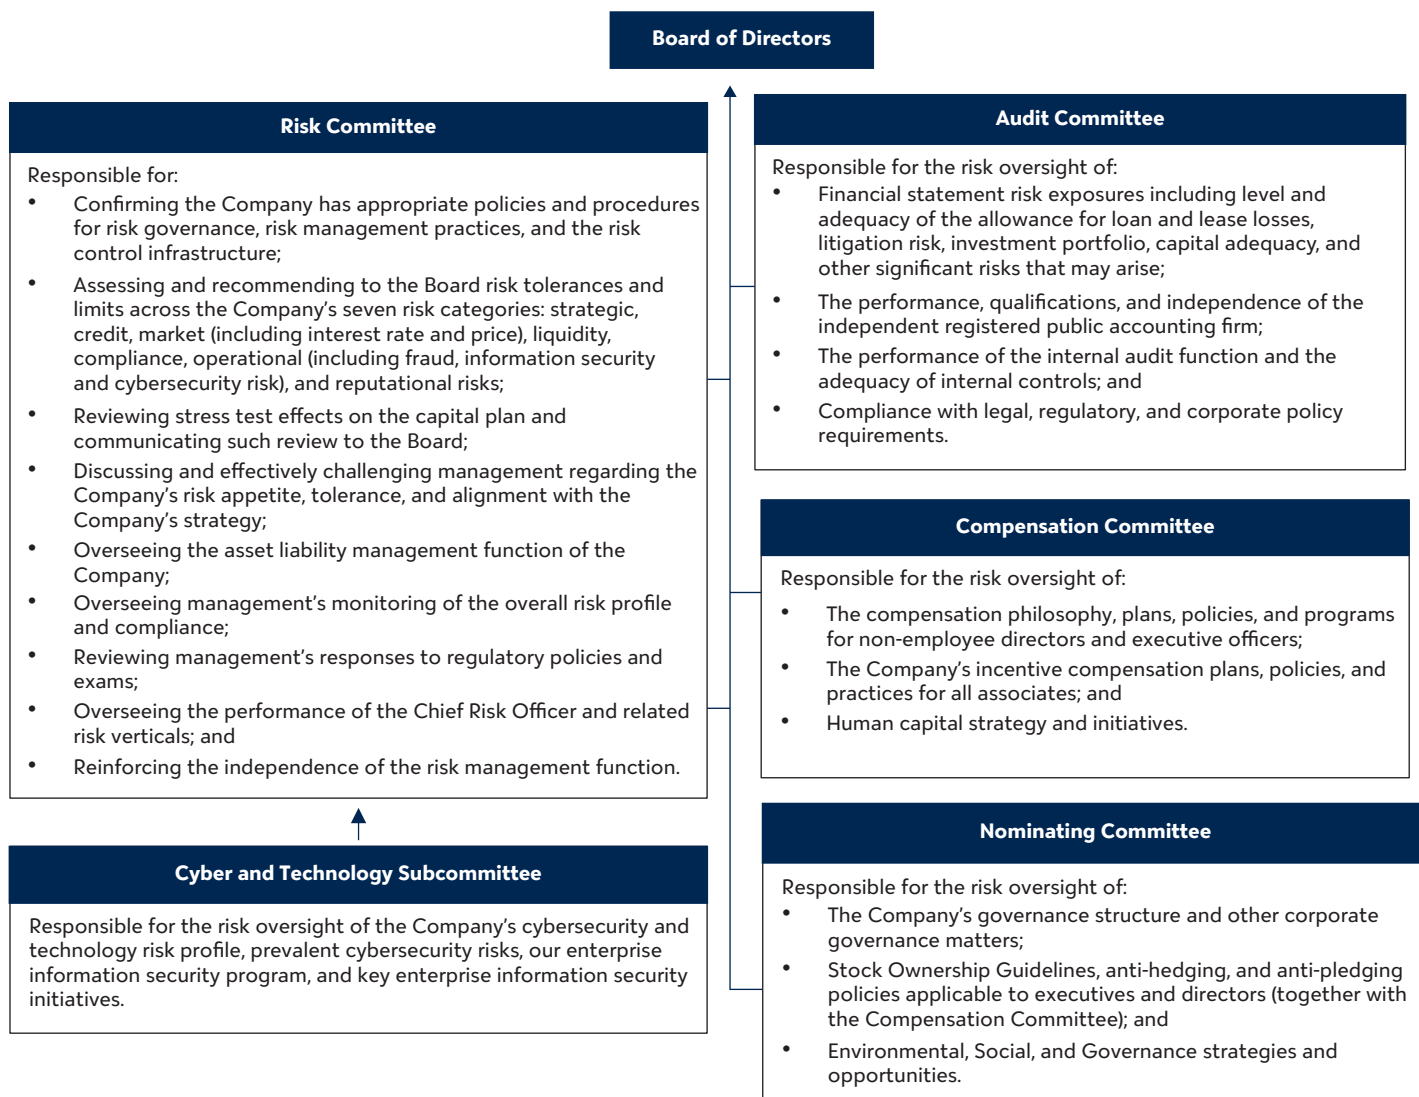 Board of Directors
Risk Committee
Responsible for:
• Confirming the Company has appropriate policies and procedures
for risk governance, risk management practices, and the risk
control infrastructure;
• Assessing and recommending to the Board risk tolerances and
limits across the Company's seven risk categories: strategic,
credit, market (including interest rate and price), liquidity,
compliance, operational (including fraud, information security
and cybersecurity risk), and reputational risks;
• Reviewing stress test effects on the capital plan and
communicating such review to the Board;
• Discussing and effectively challenging management regarding the
Company's risk appetite, tolerance, and alignment with the
Company's strategy;
• Overseeing the asset liability management function of the
Company;
• Overseeing management's monitoring of the overall risk profile
and compliance;
• Reviewing management's responses to regulatory policies and
exams;
• Overseeing the performance of the Chief Risk Officer and related
risk verticals; and
• Reinforcing the independence of the risk management function.
Cyber and Technology Subcommittee
Responsible for the risk oversight of the Company's cybersecurity and
technology risk profile, prevalent cybersecurity risks, our enterprise
information security program, and key enterprise information security
initiatives.
Audit Committee
Responsible for the risk oversight of:
• Financial statement risk exposures including level and
adequacy of the allowance for loan and lease losses,
litigation risk, investment portfolio, capital adequacy, and
other significant risks that may arise;
• The performance, qualifications, and independence of the
independent registered public accounting firm;
• The performance of the internal audit function and the
adequacy of internal controls; and
• Compliance with legal, regulatory, and corporate policy
requirements.
Compensation Committee
Responsible for the risk oversight of:
• The compensation philosophy, plans, policies, and programs
for non-employee directors and executive officers;
• The Company's incentive compensation plans, policies, and
practices for all associates; and
• Human capital strategy and initiatives.
Nominating Committee
Responsible for the risk oversight of:
• The Company's governance structure and other corporate
governance matters;
• Stock Ownership Guidelines, anti-hedging, and anti-pledging
policies applicable to executives and directors (together with
the Compensation Committee); and
• Environmental, Social, and Governance strategies and
opportunities.